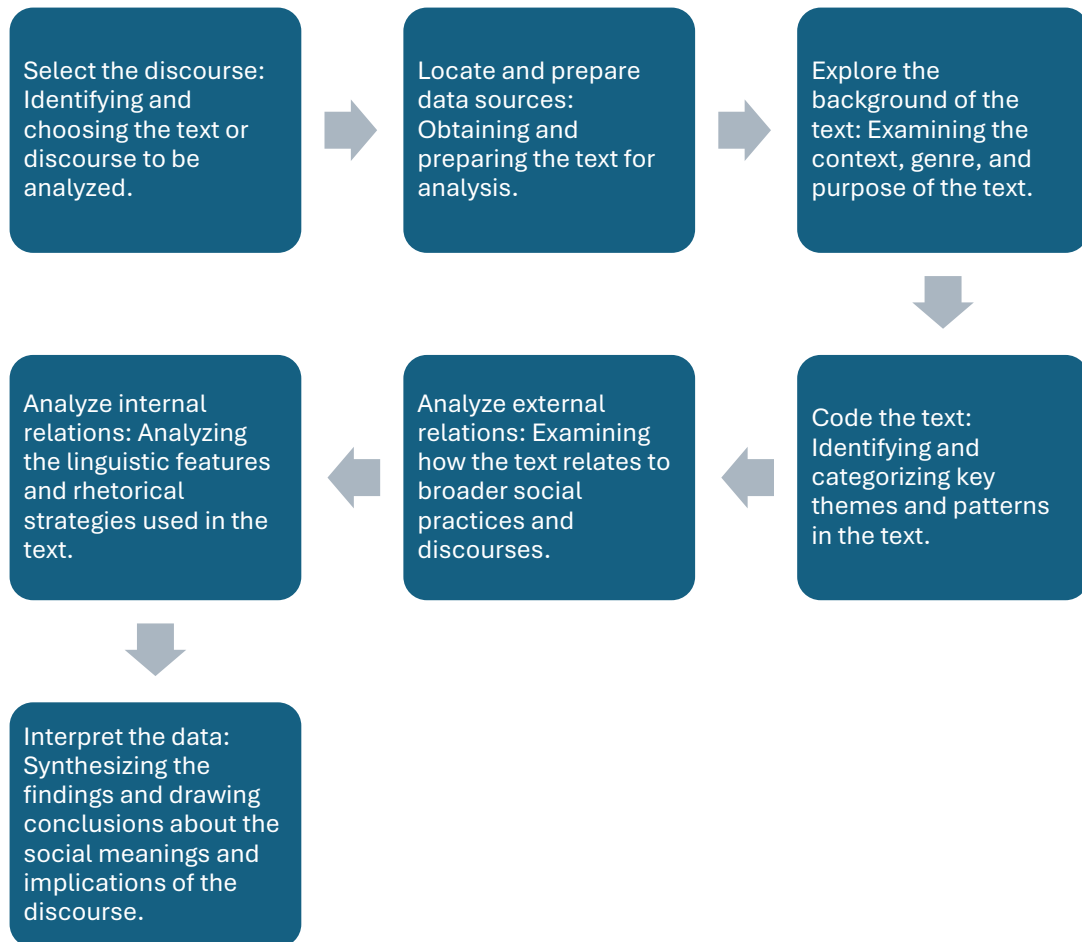 Select the discourse:
Identifying and
choosing the text or
discourse to be
analyzed.
Locate and prepare
data sources:
Obtaining and
preparing the text for
analysis.
Explore the
background of the
text: Examining the
context, genre, and
purpose of the text.
Code the text:
Identifying and
categorizing key
themes and patterns
in the text.
Analyze external
relations: Examining
how the text relates to
broader social
practices and
discourses.
Analyze internal
relations: Analyzing
the linguistic features
and rhetorical
strategies used in the
text.
Interpret the data:
Synthesizing the
findings and drawing
conclusions about the
social meanings and
implications of the
discourse.